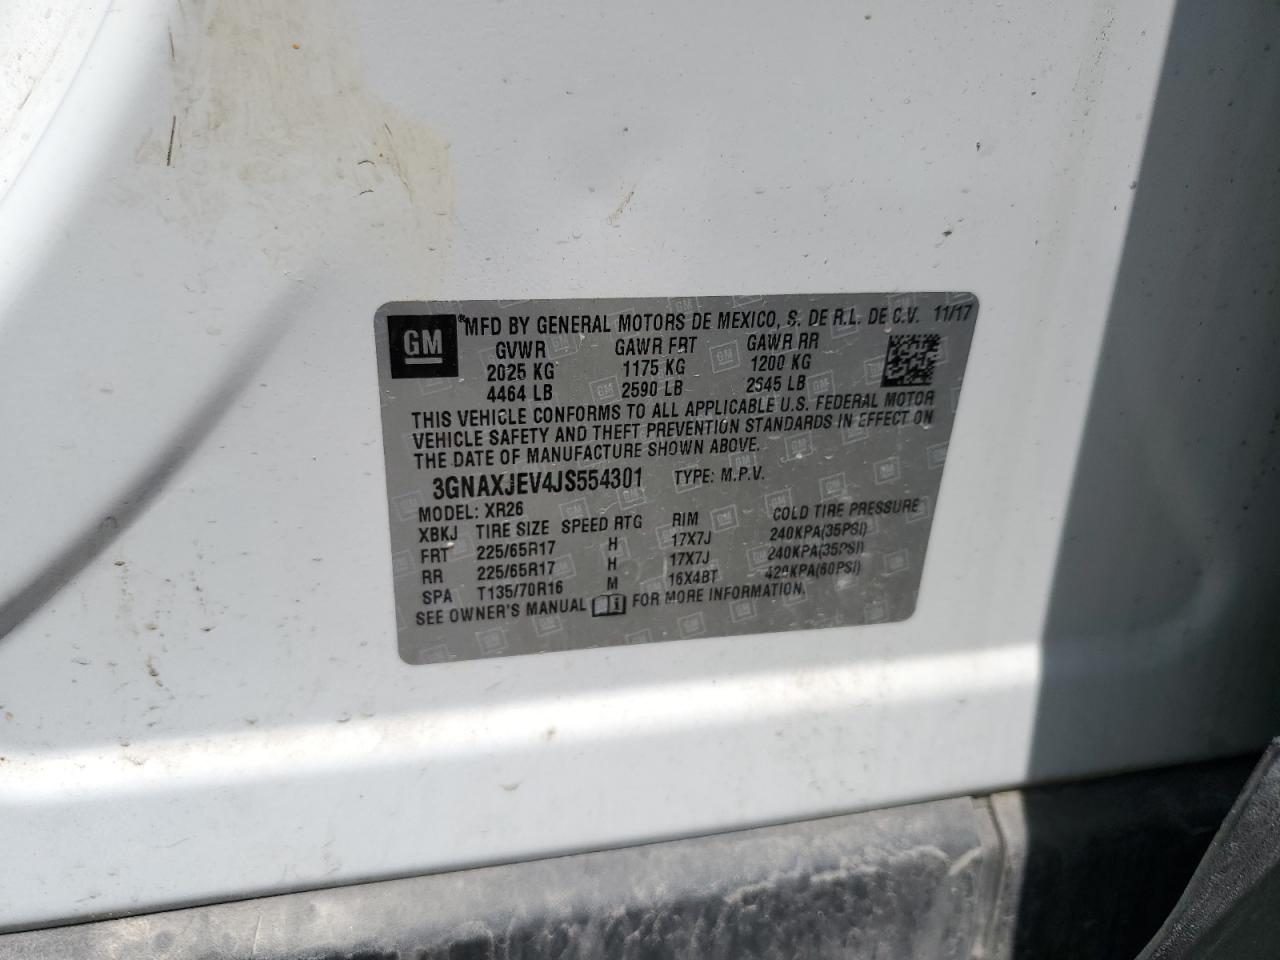 GM
®MFD BY GENERAL MOTORS DE MEXICO, S. DE R.L. DE C.V. 11/17
GVWR GAWR FRT GAWR RR
2025 KG 1175 KG 1200 KG
4464 LB 2590 LB 2645 LB
THIS VEHICLE CONFORMS TO ALL APPLICABLE U.S. FEDERAL MOTOR
VEHICLE SAFETY AND THEFT PREVENTION STANDARDS IN EFFECT ON
THE DATE OF MANUFACTURE SHOWN ABOVE.
3GNAXJEV4JS554301 TYPE: M.P.V.
MODEL: XR26
XBKJ TIRE SIZE SPEED RTG RIM COLD TIRE PRESSURE
FRT 225/65R17 H 17X7J 240KPA(35PSI)
RR 225/65R17 H 17X7J 240KPA(35PSI)
SPA T135/70R16 M 16X4BT 420KPA(60PSI)
SEE OWNER'S MANUAL FOR MORE INFORMATION.